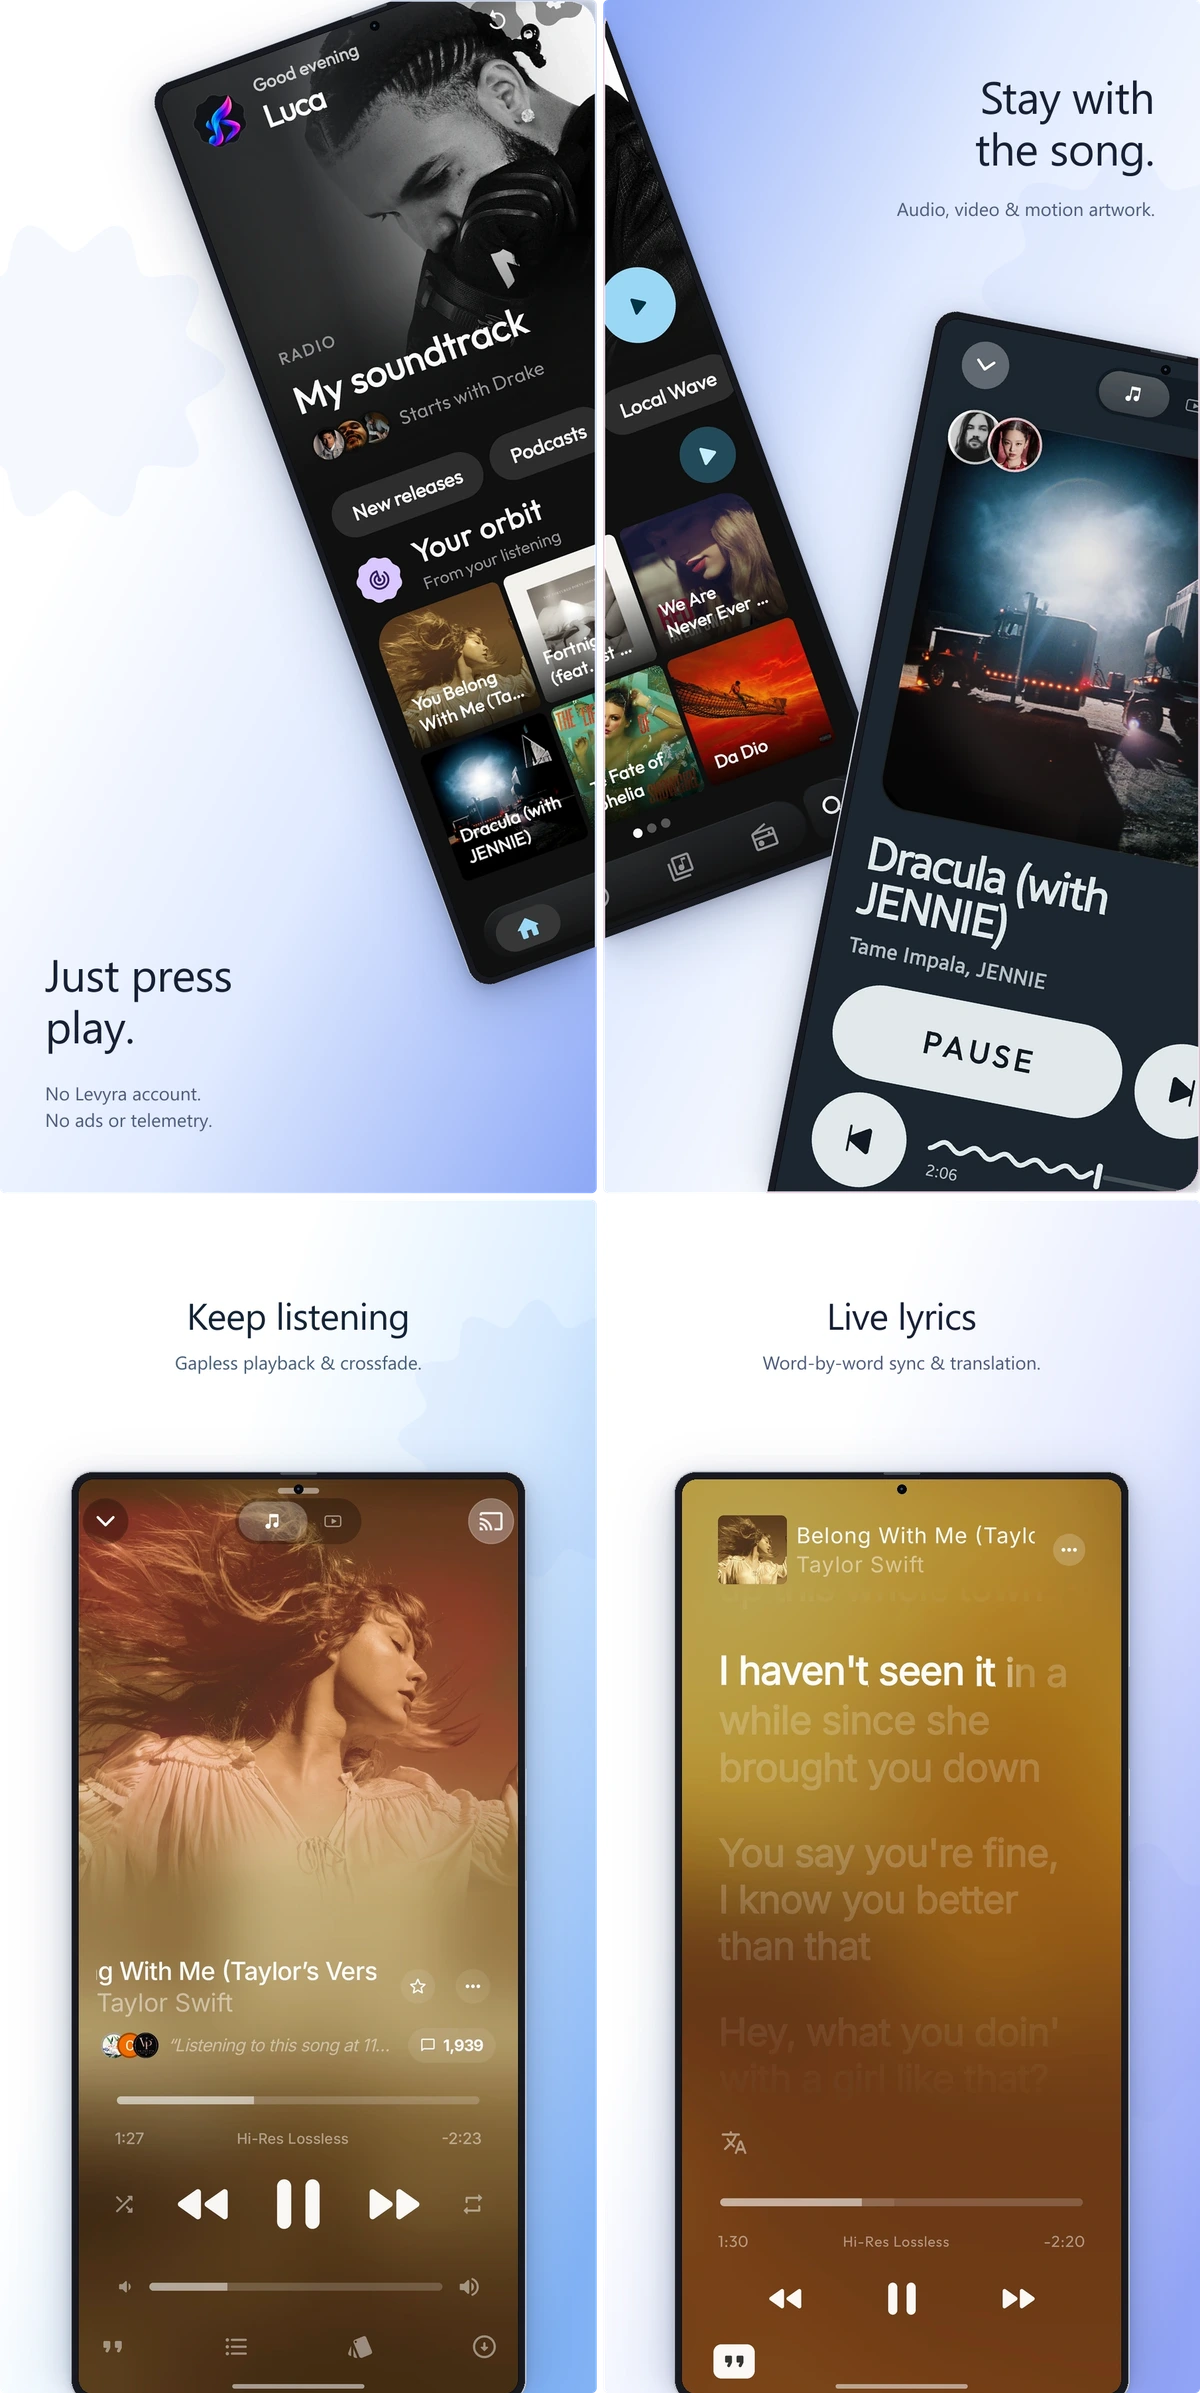 Good evening
Luca
RADIO
My soundtrack
Starts with Drake
New releases
Podcasts
Your orbit
From your listening
You Belong
With Me (Ta...
Fortnig
(feat.
Dracula (with
JENNIE)
Just press
play.
No Levyra account.
No ads or telemetry.
Stay with
the song.
Audio, video & motion artwork.
Local Wave
We Are
Never Ever ...
st ...
Fate of
phelia
Da Dio
Dracula (with
JENNIE)
Tame Impala, JENNIE
PAUSE
2:06
Keep listening
Gapless playback & crossfade.
g With Me (Taylor's Vers
Taylor Swift
"Listening to this song at 11...
1,939
1:27
Hi-Res Lossless
-2:23
Live lyrics
Word-by-word sync & translation.
Belong With Me (Taylo
Taylor Swift
up this whole town
I haven't seen it in a
while since she
brought you down
You say you're fine,
I know you better
than that
Hey, what you doin'
with a girl like that?
1:30
Hi-Res Lossless
-2:20